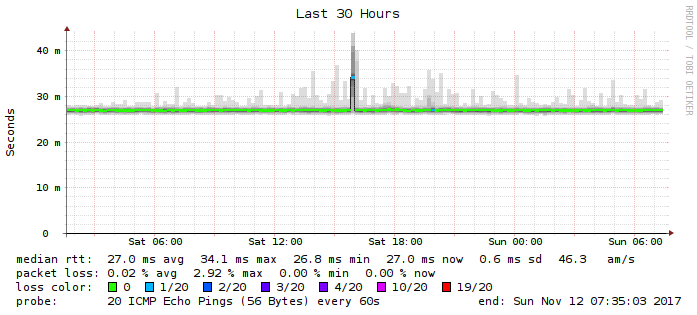 Last 30 Hours
RRDTOOL / TOBI OETIKER
Seconds
40 m
30 m
20 m
10 m
0
Sat 06:00 Sat 12:00 Sat 18:00 Sun 00:00 Sun 06:00
median rtt: 27.0 ms avg 34.1 ms max 26.8 ms min 27.0 ms now 0.6 ms sd 46.3 am/s
packet loss: 0.02 % avg 2.92 % max 0.00 % min 0.00 % now
loss color: 0 1/20 2/20 3/20 4/20 10/20 19/20
probe: 20 ICMP Echo Pings (56 Bytes) every 60s end: Sun Nov 12 07:35:03 2017